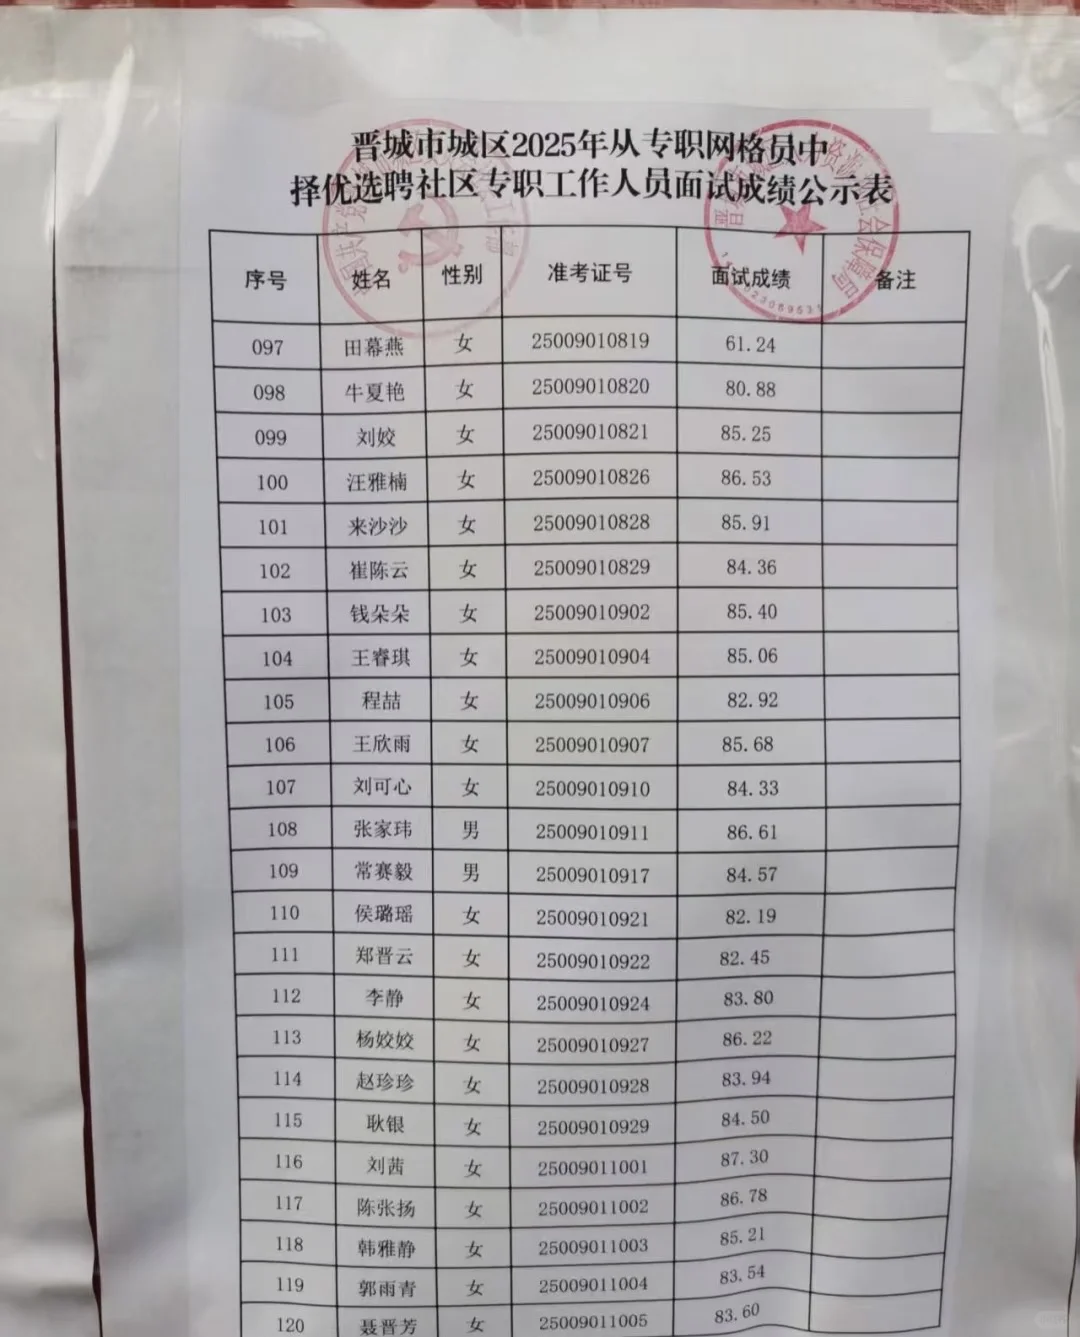 晋城市城区2025年从专职网格员中
择优选聘社区专职工作人员面试成绩公示表
序号 姓名 性别 准考证号 面试成绩 备注
097 田幕燕 女 25009010819 61.24
098 牛夏艳 女 25009010820 80.88
099 刘姣 女 25009010821 85.25
100 汪雅楠 女 25009010826 86.53
101 来沙沙 女 25009010828 85.91
102 崔陈云 女 25009010829 84.36
103 钱朵朵 女 25009010902 85.40
104 王睿琪 女 25009010904 85.06
105 程喆 女 25009010906 82.92
106 王欣雨 女 25009010907 85.68
107 刘可心 女 25009010910 84.33
108 张家玮 男 25009010911 86.61
109 常赛毅 男 25009010917 84.57
110 侯璐瑶 女 25009010921 82.19
111 郑晋云 女 25009010922 82.45
112 李静 女 25009010924 83.80
113 杨姣姣 女 25009010927 86.22
114 赵珍珍 女 25009010928 83.94
115 耿银 女 25009010929 84.50
116 刘茜 女 25009011001 87.30
117 陈张扬 女 25009011002 86.78
118 韩雅静 女 25009011003 85.21
119 郭雨青 女 25009011004 83.54
120 聂晋芳 女 25009011005 83.60